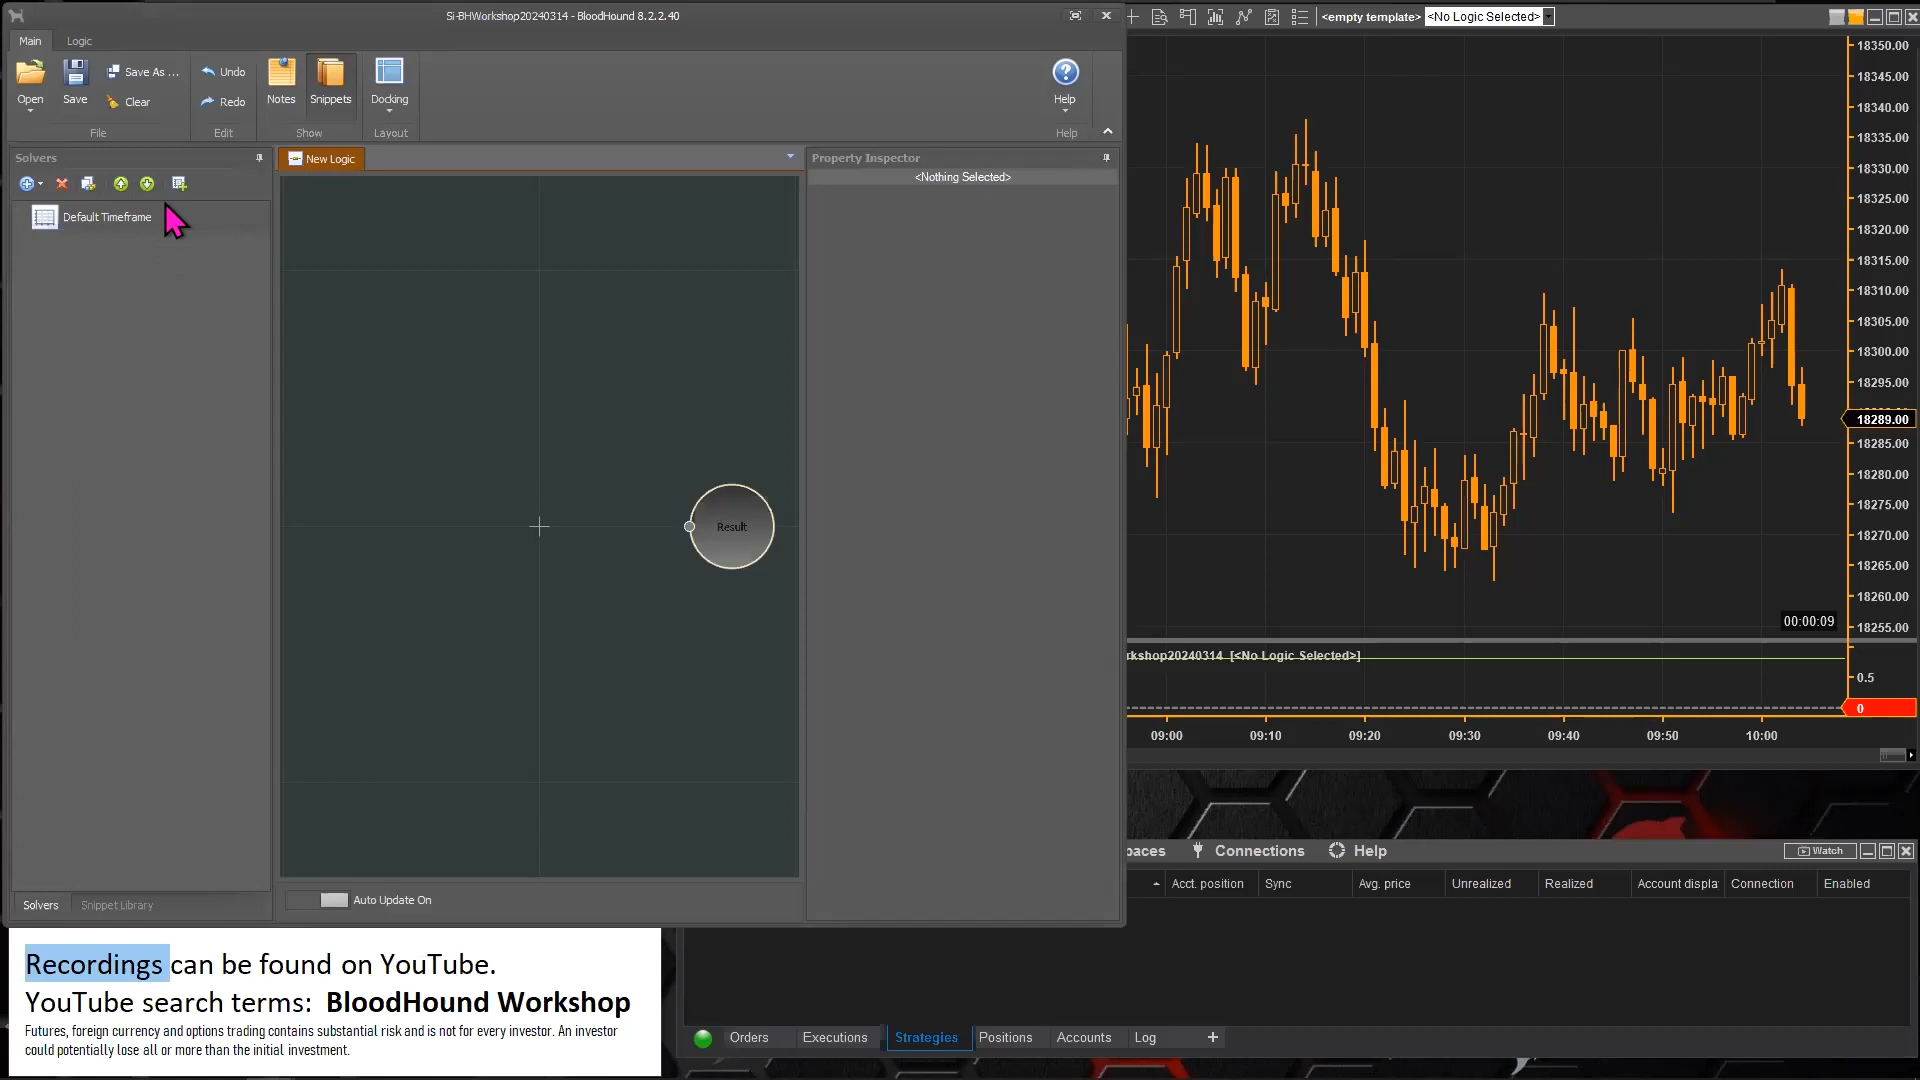 Si-BHWorkshop20240314 - BloodHound 8.2.2.40
<empty template> <No Logic Selected>
Main Logic
Open Save Save As ... Clear
Undo Redo
Notes Snippets Docking Help
File Edit Show Layout Help
Solvers
New Logic
Property Inspector
<Nothing Selected>
Default Timeframe
Result
Auto Update On
Solvers Snippet Library
18350.00
18345.00
18340.00
18335.00
18330.00
18325.00
18320.00
18315.00
18310.00
18305.00
18300.00
18295.00
18289.00
18285.00
18280.00
18275.00
18270.00
18265.00
18260.00
18255.00
00:00:09
rkshop20240314 [<No Logic Selected>]
0.5
0
09:00 09:10 09:20 09:30 09:40 09:50 10:00
paces Connections Help
Watch
Acct. position Sync Avg. price Unrealized Realized Account displa Connection Enabled
Orders Executions Strategies Positions Accounts Log +
Recordings can be found on YouTube.
YouTube search terms: BloodHound Workshop
Futures, foreign currency and options trading contains substantial risk and is not for every investor. An investor
could potentially lose all or more than the initial investment.